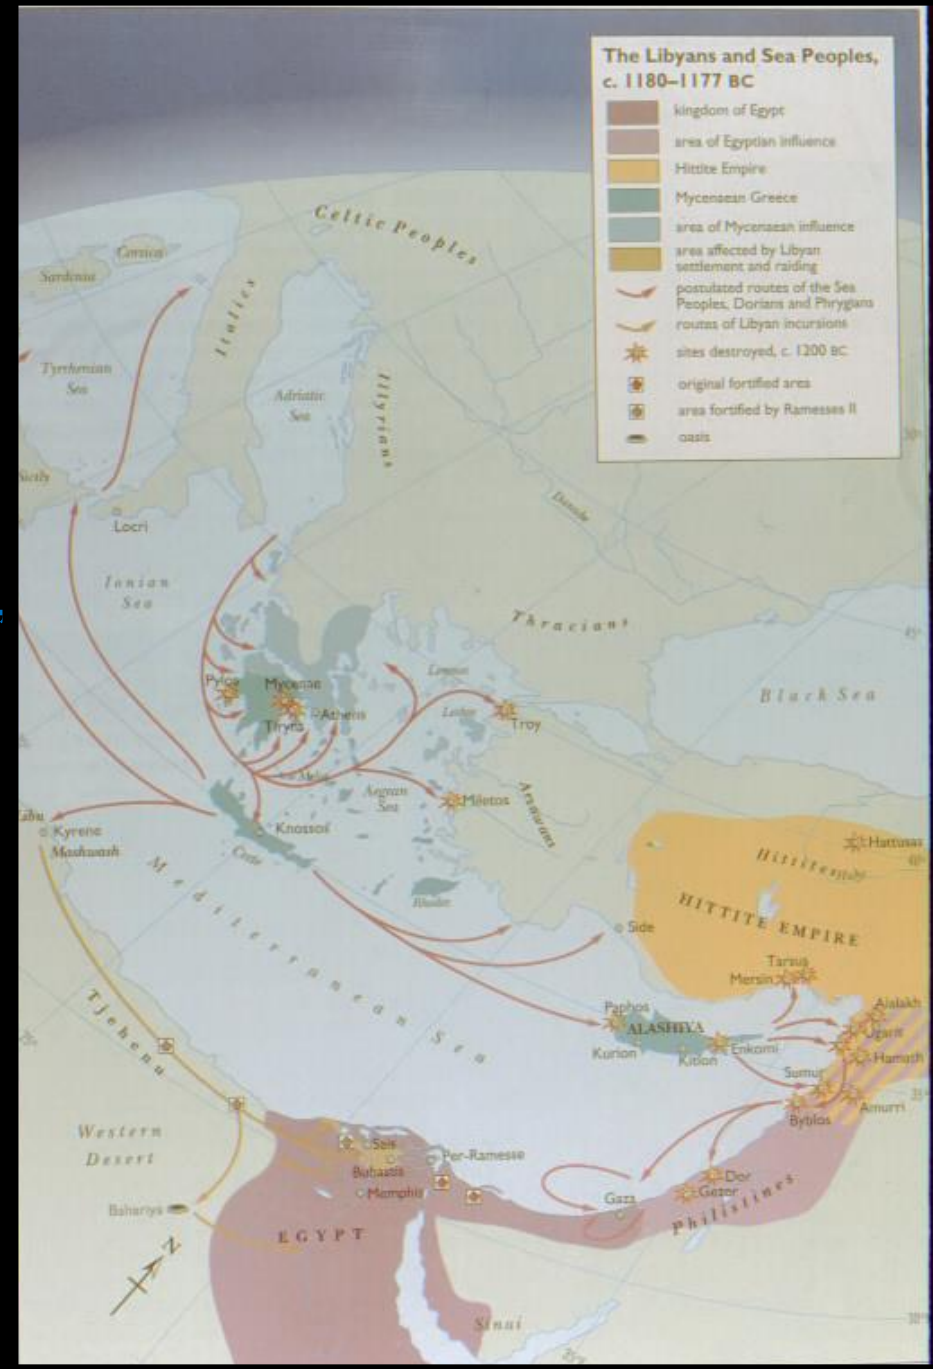 The Libyans and Sea Peoples,
c. 1180–1177 BC
kingdom of Egypt
area of Egyptian influence
Hittite Empire
Mycenaean Greece
area of Mycenaean influence
area affected by Libyan
settlement and raiding
postulated routes of the Sea
Peoples, Dorians and Phrygians
routes of Libyan incursions
sites destroyed, c. 1200 BC
original fortified area
area fortified by Ramesses II
oasis
Celtic Peoples
Corsica
Sardinia
Italics
Tyrrhenian
Sea
Adriatic
Sea
Illyrians
Sicily
Locri
Danube
Ionian
Sea
Thracians
45°
Black Sea
Lemnos
Pylos
Mycenae
Athens
Tiryns
Lesbos
Troy
Aegean
Sea
Miletos
Arzawans
Libu
Kyrene
Mashwash
Knossos
Crete
Rhodes
Hattusas
40°
Hittites
HITTITE EMPIRE
Mediterranean Sea
Side
Tarsus
Mersin
Tjehenu
Paphos
ALASHIYA
Kurion
Kition
Enkomi
Alalakh
Ugarit
Hamath
Sumur
35°
Amurri
Byblos
Western
Desert
Sais
Bubastis
Per-Ramesse
Memphis
Bahariya
Dor
Gezer
Gaza
Philistines
N
EGYPT
Sinai
30°